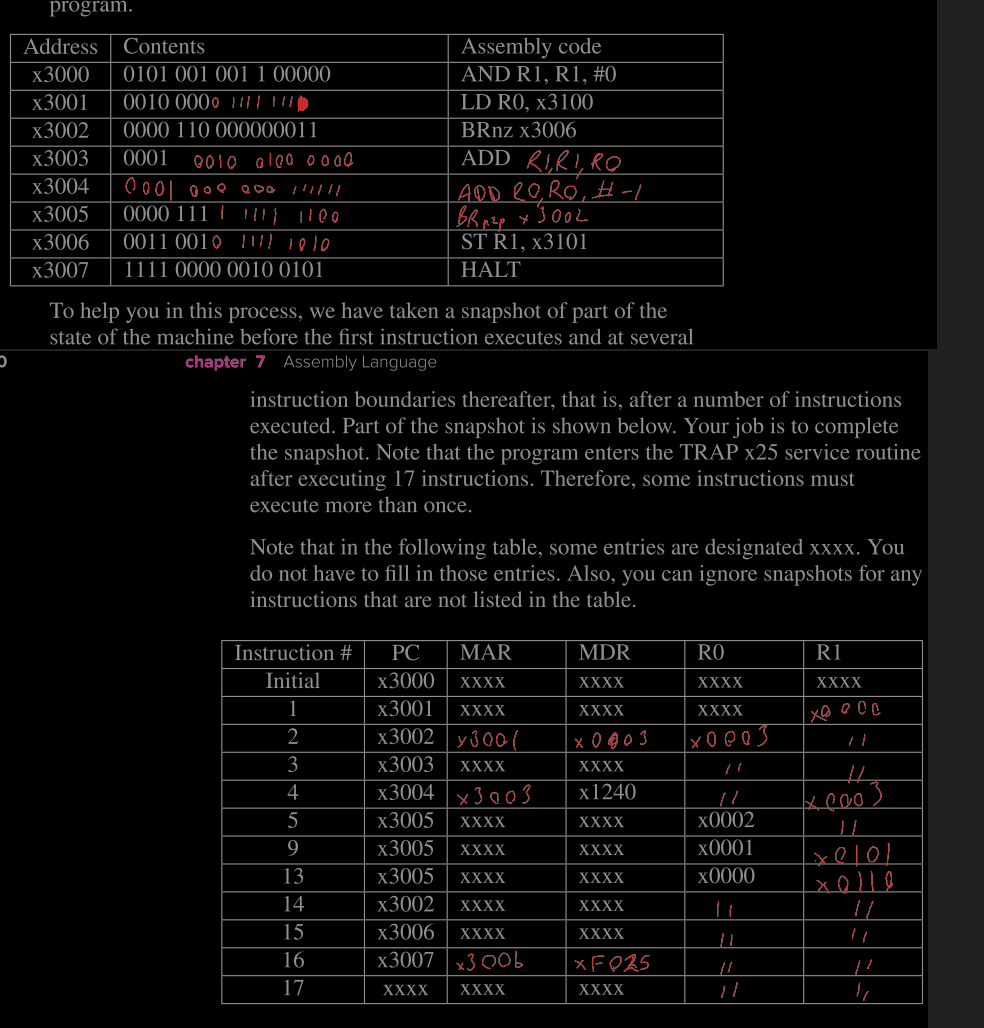 program.
Address Contents Assembly code
x3000 0101 001 001 1 00000 AND R1, R1, #0
x3001 0010 0000 1111 111 LD R0, x3100
x3002 0000 110 000000011 BRnz x3006
x3003 0001 0010 0100 0000 ADD R1,R1,R0
x3004 0001 000 000 111111 ADD R0,R0,#-1
x3005 0000 111 1 1111 1100 BRnzp x3002
x3006 0011 0010 1111 1010 ST R1, x3101
x3007 1111 0000 0010 0101 HALT
To help you in this process, we have taken a snapshot of part of the
state of the machine before the first instruction executes and at several
0 chapter 7 Assembly Language
instruction boundaries thereafter, that is, after a number of instructions
executed. Part of the snapshot is shown below. Your job is to complete
the snapshot. Note that the program enters the TRAP x25 service routine
after executing 17 instructions. Therefore, some instructions must
execute more than once.
Note that in the following table, some entries are designated xxxx. You
do not have to fill in those entries. Also, you can ignore snapshots for any
instructions that are not listed in the table.
Instruction # PC MAR MDR R0 R1
Initial x3000 xxxx xxxx xxxx xxxx
1 x3001 xxxx xxxx xxxx x0000
2 x3002 x3001 x0003 x0003 "
3 x3003 xxxx xxxx " "
4 x3004 x3003 x1240 " x0003
5 x3005 xxxx xxxx x0002 "
9 x3005 xxxx xxxx x0001 x0101
13 x3005 xxxx xxxx x0000 x0110
14 x3002 xxxx xxxx " "
15 x3006 xxxx xxxx " "
16 x3007 x3006 xF025 " "
17 xxxx xxxx xxxx " "